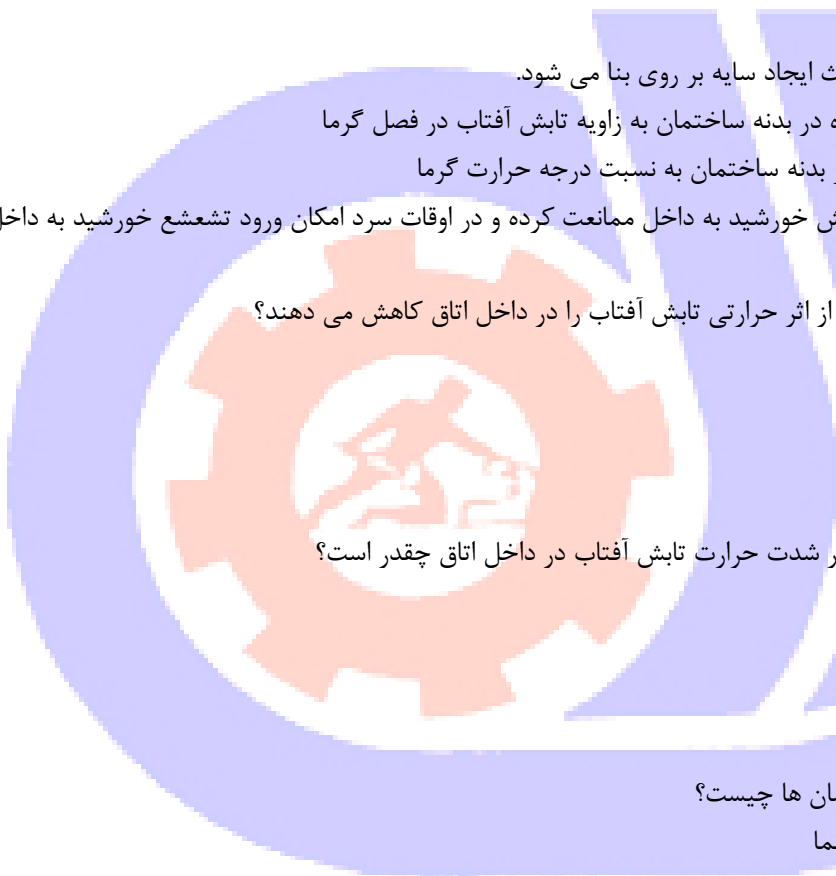 ایجاد سایه بر روی بنا می شود.
در بدنه ساختمان به زاویه تابش آفتاب در فصل گرما
بدنه ساختمان به نسبت درجه حرارت گرما
خورشید به داخل ممانعت کرده و در اوقات سرد امکان ورود تشعشع خورشید به داخل
از اثر حرارتی تابش آفتاب را در داخل اتاق کاهش می دهند؟
شدت حرارت تابش آفتاب در داخل اتاق چقدر است؟
ها چیست؟